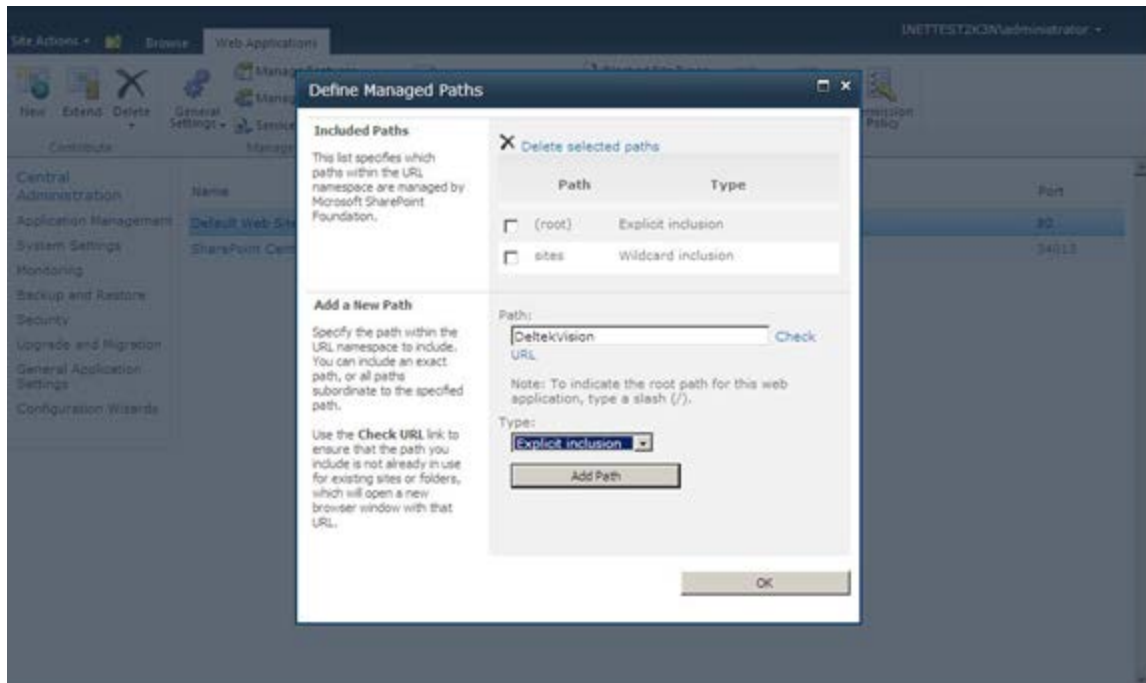 Site Actions Browse Web Applications INETTEST2K3N\administrator
New Extend Delete General Settings
Manage
Service
Policy
Contribute Manage
Define Managed Paths
Included Paths
This list specifies which
paths within the URL
namespace are managed by
Microsoft SharePoint
Foundation.
Delete selected paths
Path Type
(root) Explicit inclusion
sites Wildcard inclusion
Add a New Path
Specify the path within the
URL namespace to include.
You can include an exact
path, or all paths
subordinate to the specified
path.
Use the Check URL link to
ensure that the path you
include is not already in use
for existing sites or folders,
which will open a new
browser window with that
URL.
Path:
DeltekVision Check
URL
Note: To indicate the root path for this web
application, type a slash (/).
Type:
Explicit inclusion
Add Path
OK
Central
Administration
Application Management
System Settings
Monitoring
Backup and Restore
Security
Upgrade and Migration
General Application
Settings
Configuration Wizards
Name Port
Default Web Site 80
SharePoint Cent 34013